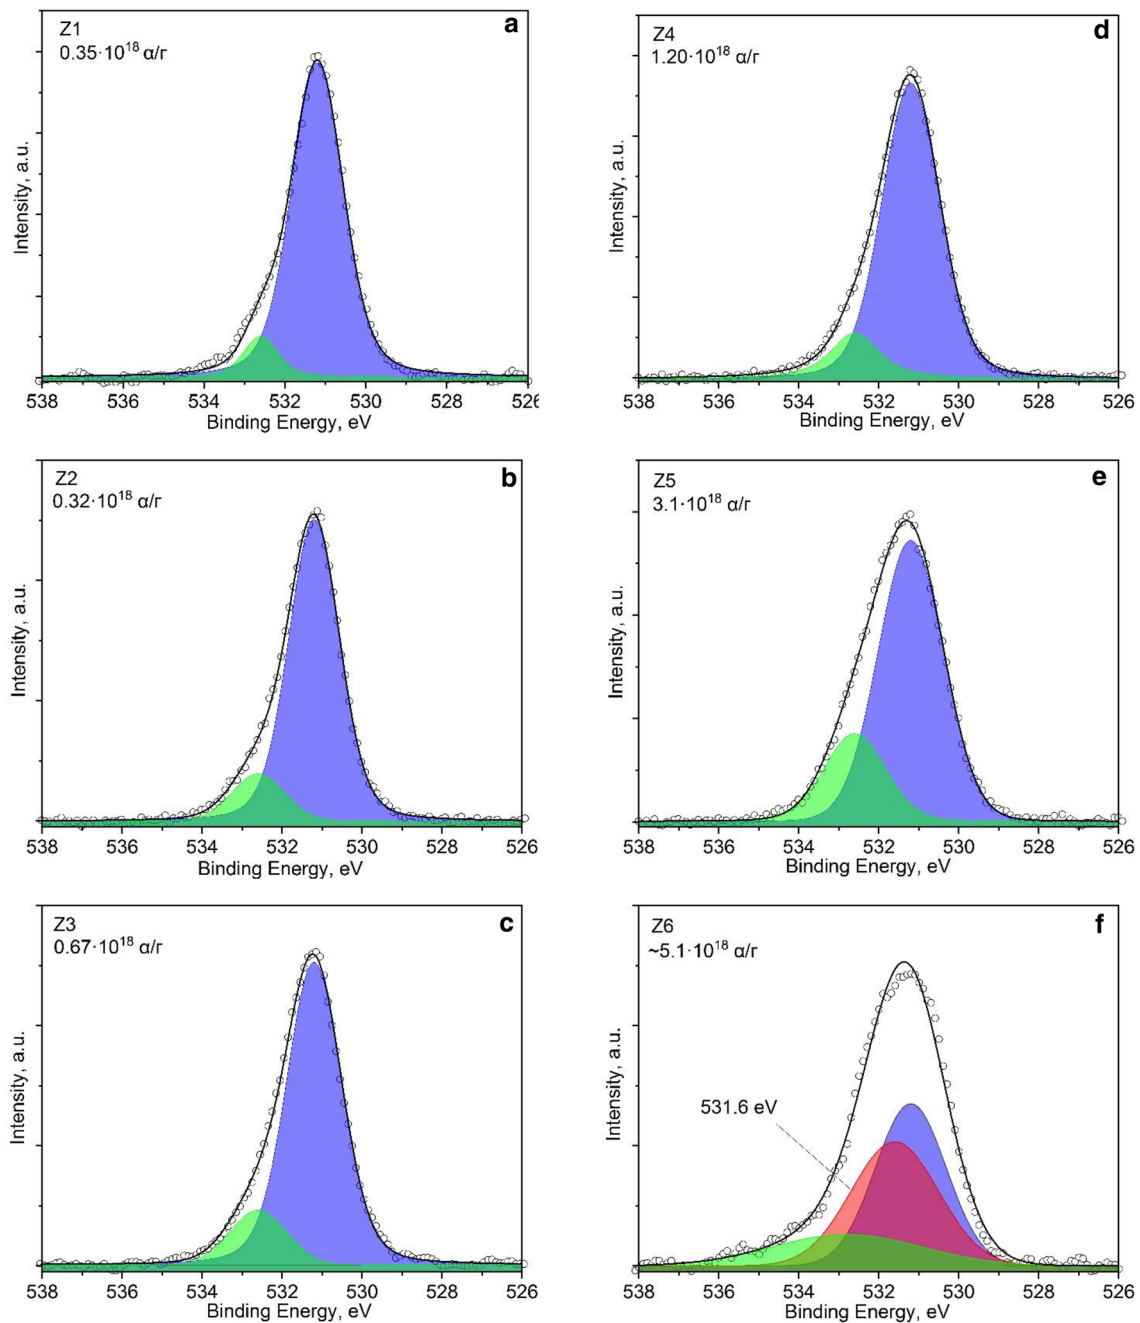 Z1
a
0.35·10¹⁸ α/г
Intensity, a.u.
538 536 534 532 530 528 526
Binding Energy, eV
Z4
d
1.20·10¹⁸ α/г
Intensity, a.u.
538 536 534 532 530 528 526
Binding Energy, eV
Z2
b
0.32·10¹⁸ α/г
Intensity, a.u.
538 536 534 532 530 528 526
Binding Energy, eV
Z5
e
3.1·10¹⁸ α/г
Intensity, a.u.
538 536 534 532 530 528 526
Binding Energy, eV
Z3
c
0.67·10¹⁸ α/г
Intensity, a.u.
538 536 534 532 530 528 526
Binding Energy, eV
Z6
f
~5.1·10¹⁸ α/г
Intensity, a.u.
531.6 eV
538 536 534 532 530 528 526
Binding Energy, eV